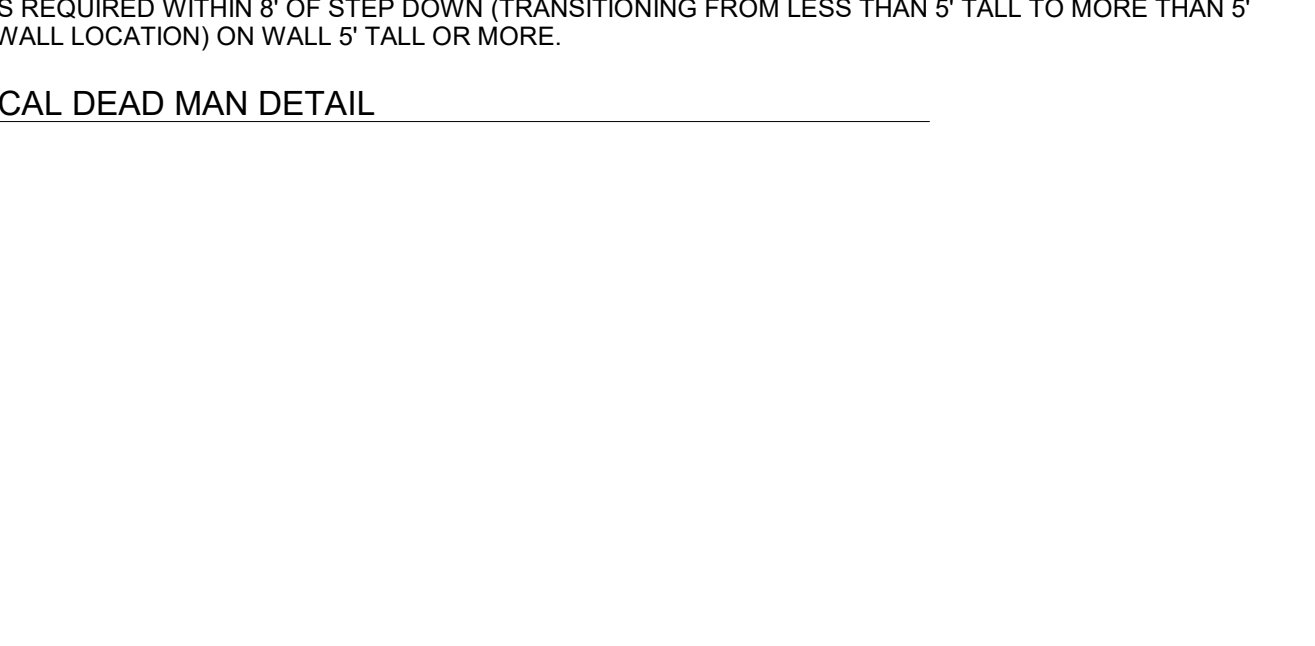 S REQUIRED WITHIN 8' OF STEP DOWN (TRANSITIONING FROM LESS THAN 5' TALL TO MORE THAN 5'
WALL LOCATION) ON WALL 5' TALL OR MORE.
CAL DEAD MAN DETAIL